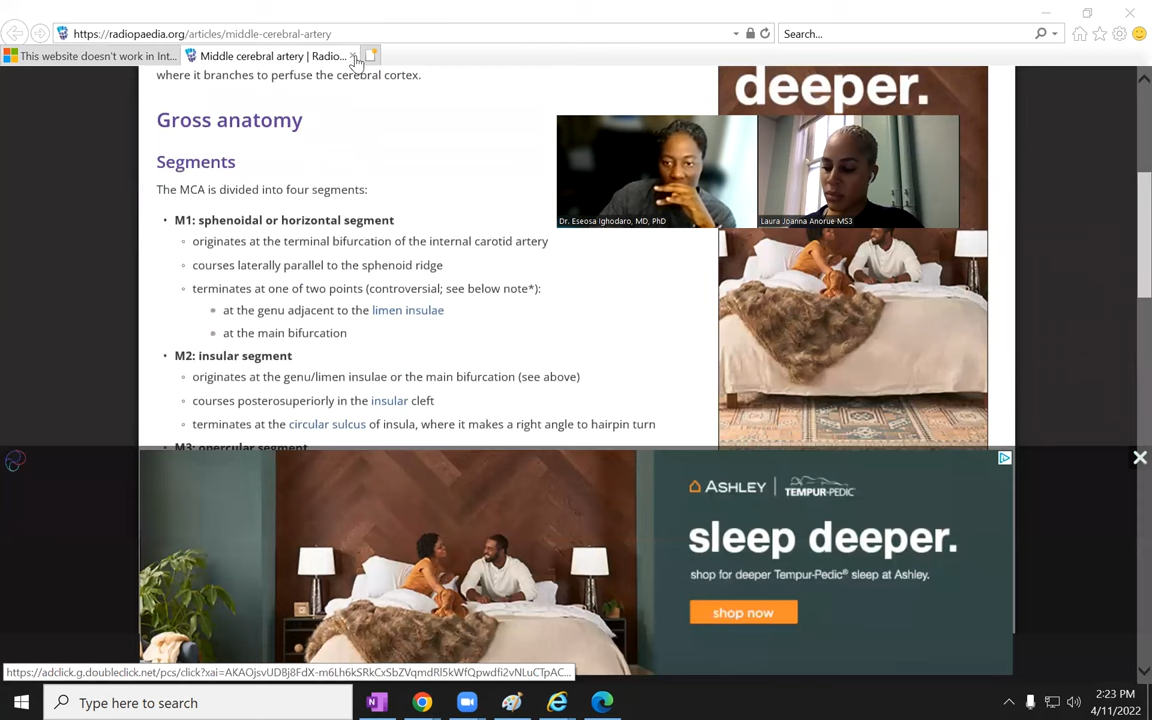 https://radiopaedia.org/articles/middle-cerebral-artery
Search...
This website doesn't work in Int...
Middle cerebral artery | Radio...
where it branches to perfuse the cerebral cortex.
deeper.
Gross anatomy
Segments
The MCA is divided into four segments:
Dr. Eseosa Ighodaro, MD, PhD
Laura Joanna Anorue MS3
• M1: sphenoidal or horizontal segment
originates at the terminal bifurcation of the internal carotid artery
courses laterally parallel to the sphenoid ridge
terminates at one of two points (controversial; see below note*):
at the genu adjacent to the limen insulae
at the main bifurcation
• M2: insular segment
originates at the genu/limen insulae or the main bifurcation (see above)
courses posterosuperiorly in the insular cleft
terminates at the circular sulcus of insula, where it makes a right angle to hairpin turn
M3: opercular segment
ASHLEY | TEMPUR-PEDIC
sleep deeper.
shop for deeper Tempur-Pedic® sleep at Ashley.
shop now
Type here to search
2:23 PM
4/11/2022